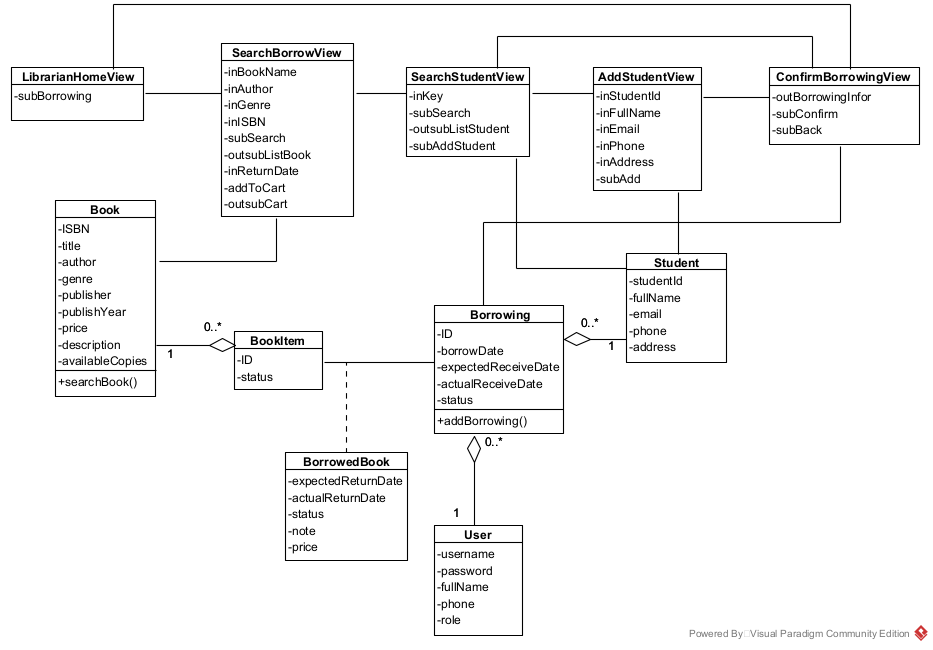 LibrarianHomeView
-subBorrowing
SearchBorrowView
-inBookName
-inAuthor
-inGenre
-inISBN
-subSearch
-outsubListBook
-inReturnDate
-addToCart
-outsubCart
SearchStudentView
-inKey
-subSearch
-outsubListStudent
-subAddStudent
AddStudentView
-inStudentId
-inFullName
-inEmail
-inPhone
-inAddress
-subAdd
ConfirmBorrowingView
-outBorrowingInfor
-subConfirm
-subBack
Book
-ISBN
-title
-author
-genre
-publisher
-publishYear
-price
-description
-availableCopies
+searchBook()
1
0..*
BookItem
-ID
-status
Borrowing
-ID
-borrowDate
-expectedReceiveDate
-actualReceiveDate
-status
+addBorrowing()
0..*
1
Student
-studentId
-fullName
-email
-phone
-address
BorrowedBook
-expectedReturnDate
-actualReturnDate
-status
-note
-price
0..*
1
User
-username
-password
-fullName
-phone
-role
Powered By Visual Paradigm Community Edition